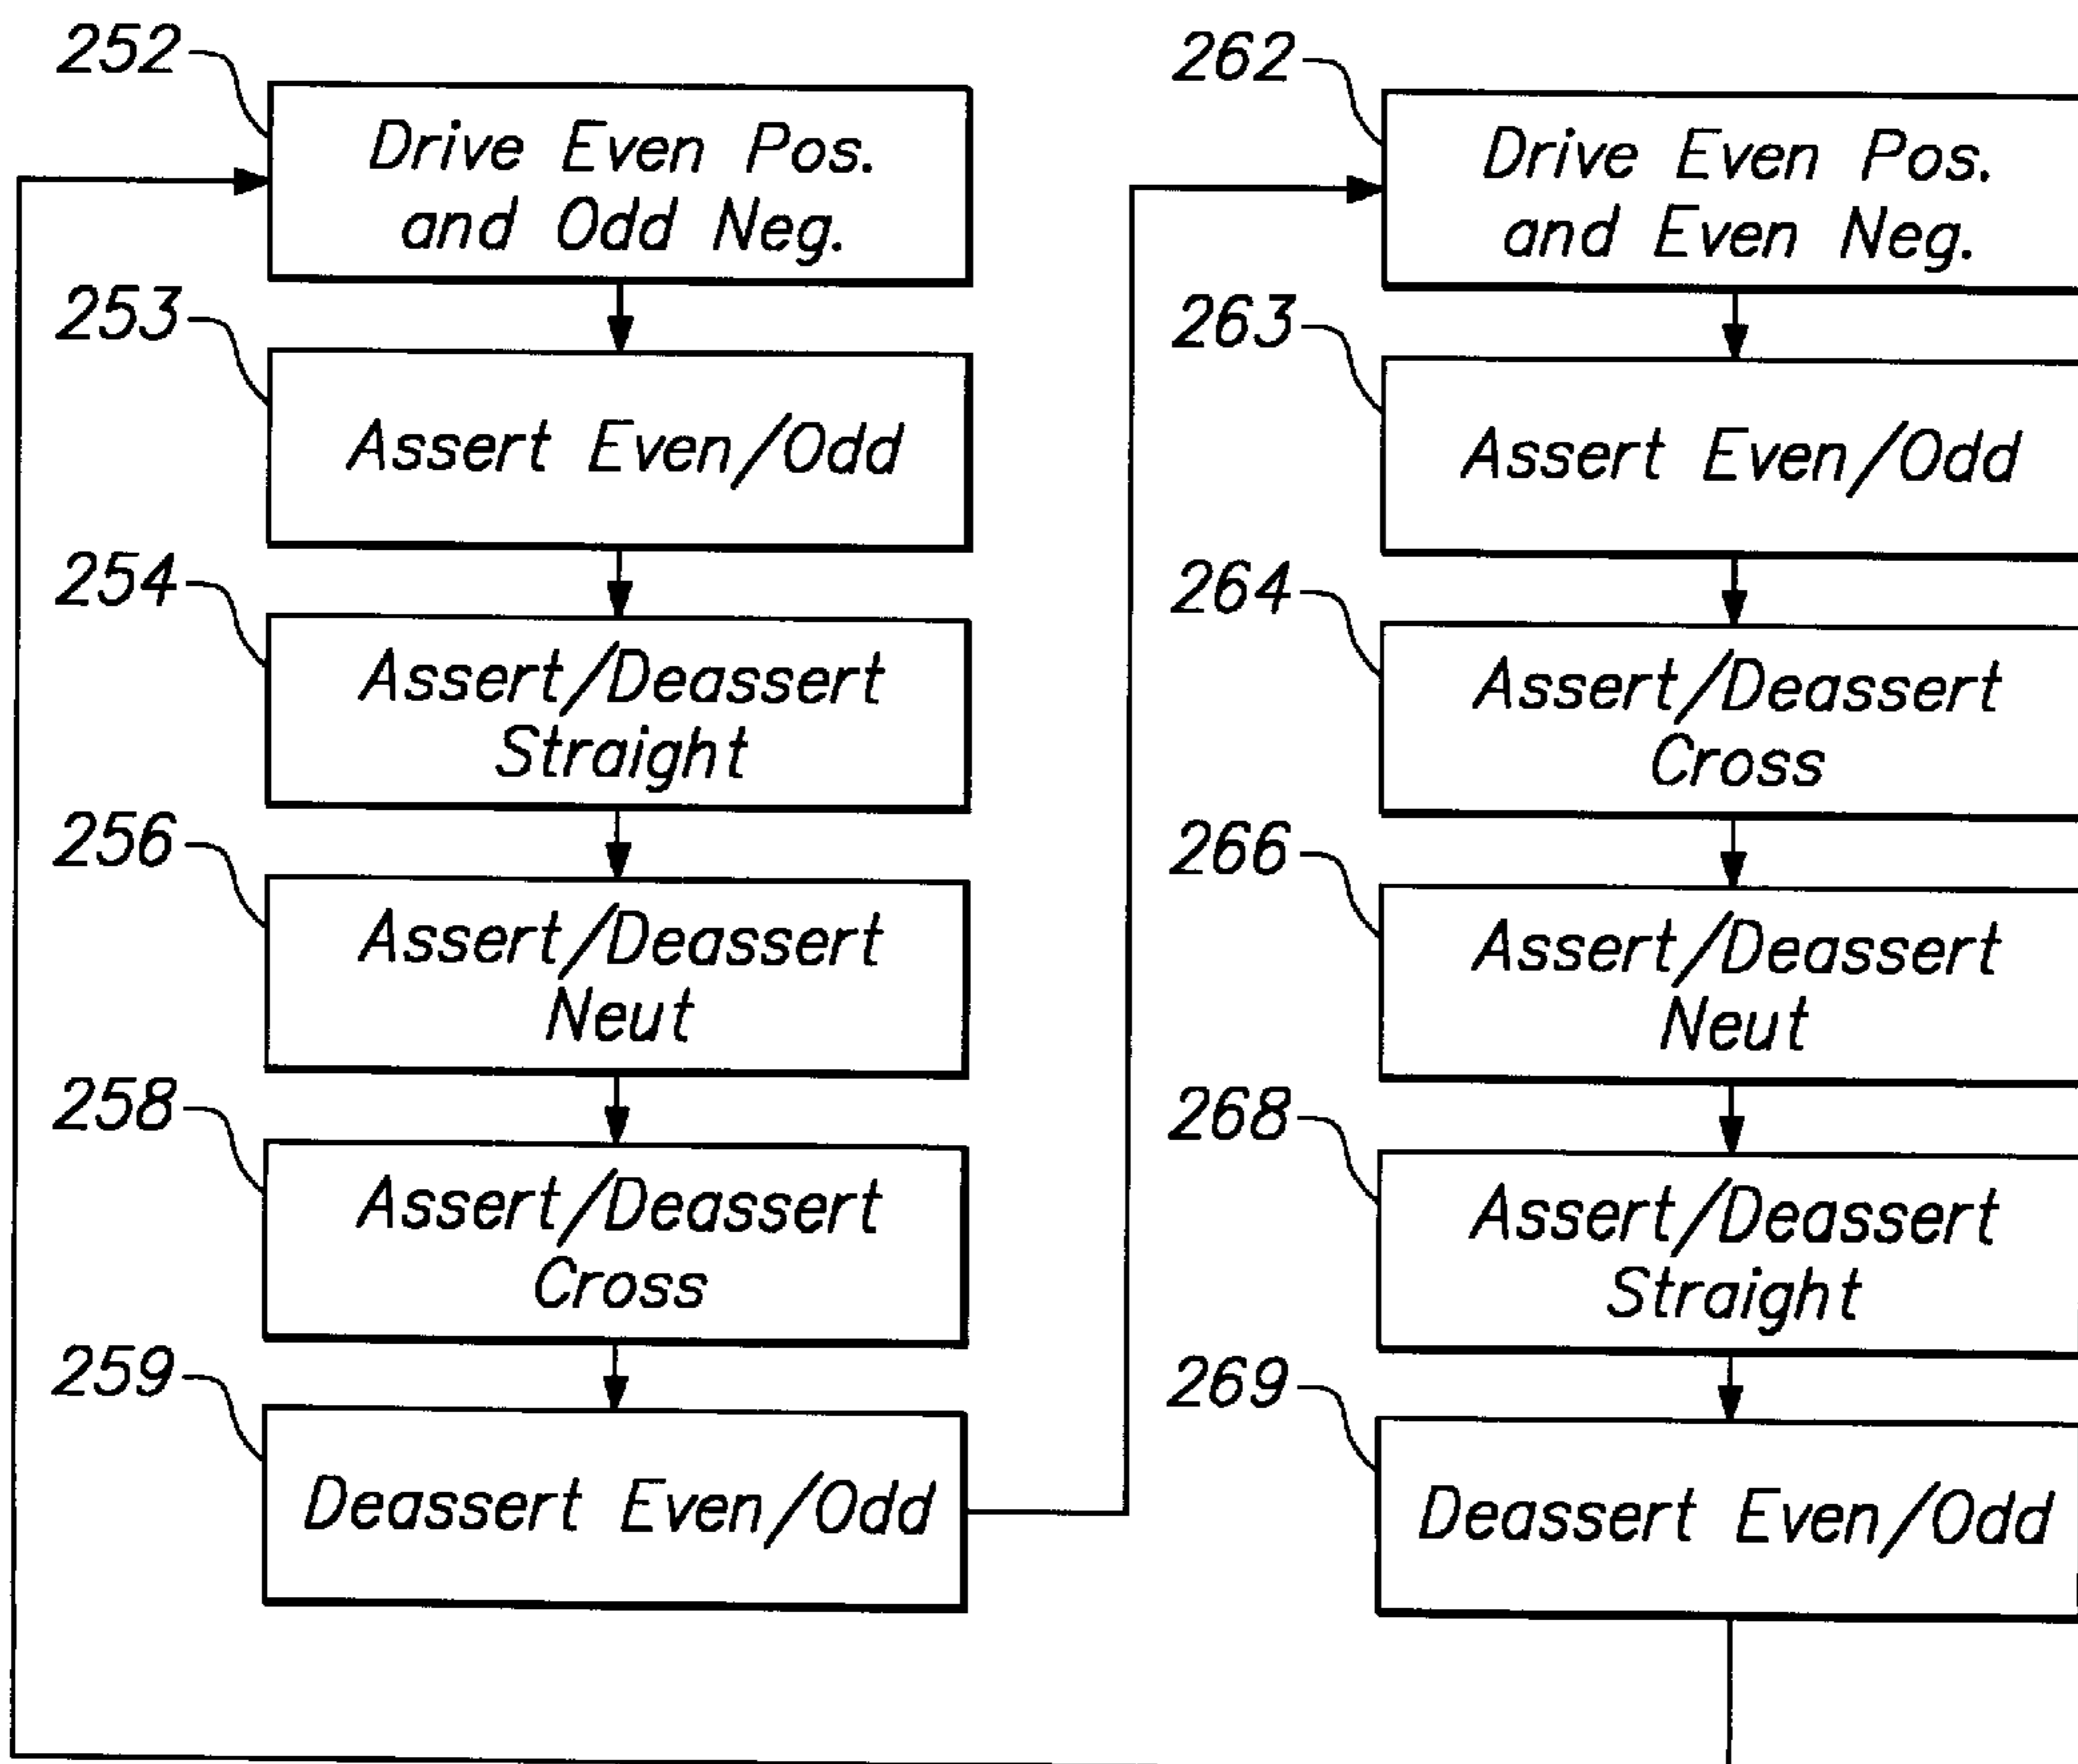 252
Drive Even Pos.
and Odd Neg.
253
Assert Even/Odd
254
Assert/Deassert
Straight
256
Assert/Deassert
Neut
258
Assert/Deassert
Cross
259
Deassert Even/Odd
262
Drive Even Pos.
and Even Neg.
263
Assert Even/Odd
264
Assert/Deassert
Cross
266
Assert/Deassert
Neut
268
Assert/Deassert
Straight
269
Deassert Even/Odd